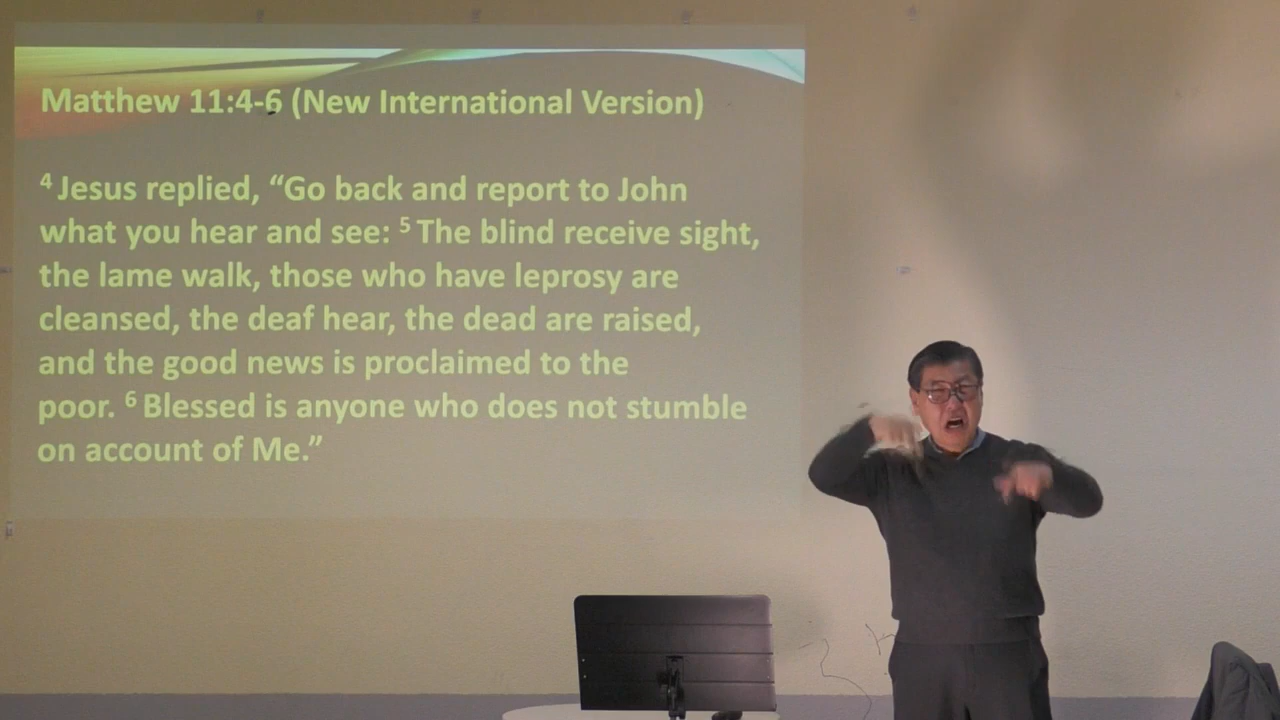 Matthew 11:4-6 (New International Version)
4 Jesus replied, “Go back and report to John
what you hear and see: 5 The blind receive sight,
the lame walk, those who have leprosy are
cleansed, the deaf hear, the dead are raised,
and the good news is proclaimed to the
poor. 6 Blessed is anyone who does not stumble
on account of Me.”